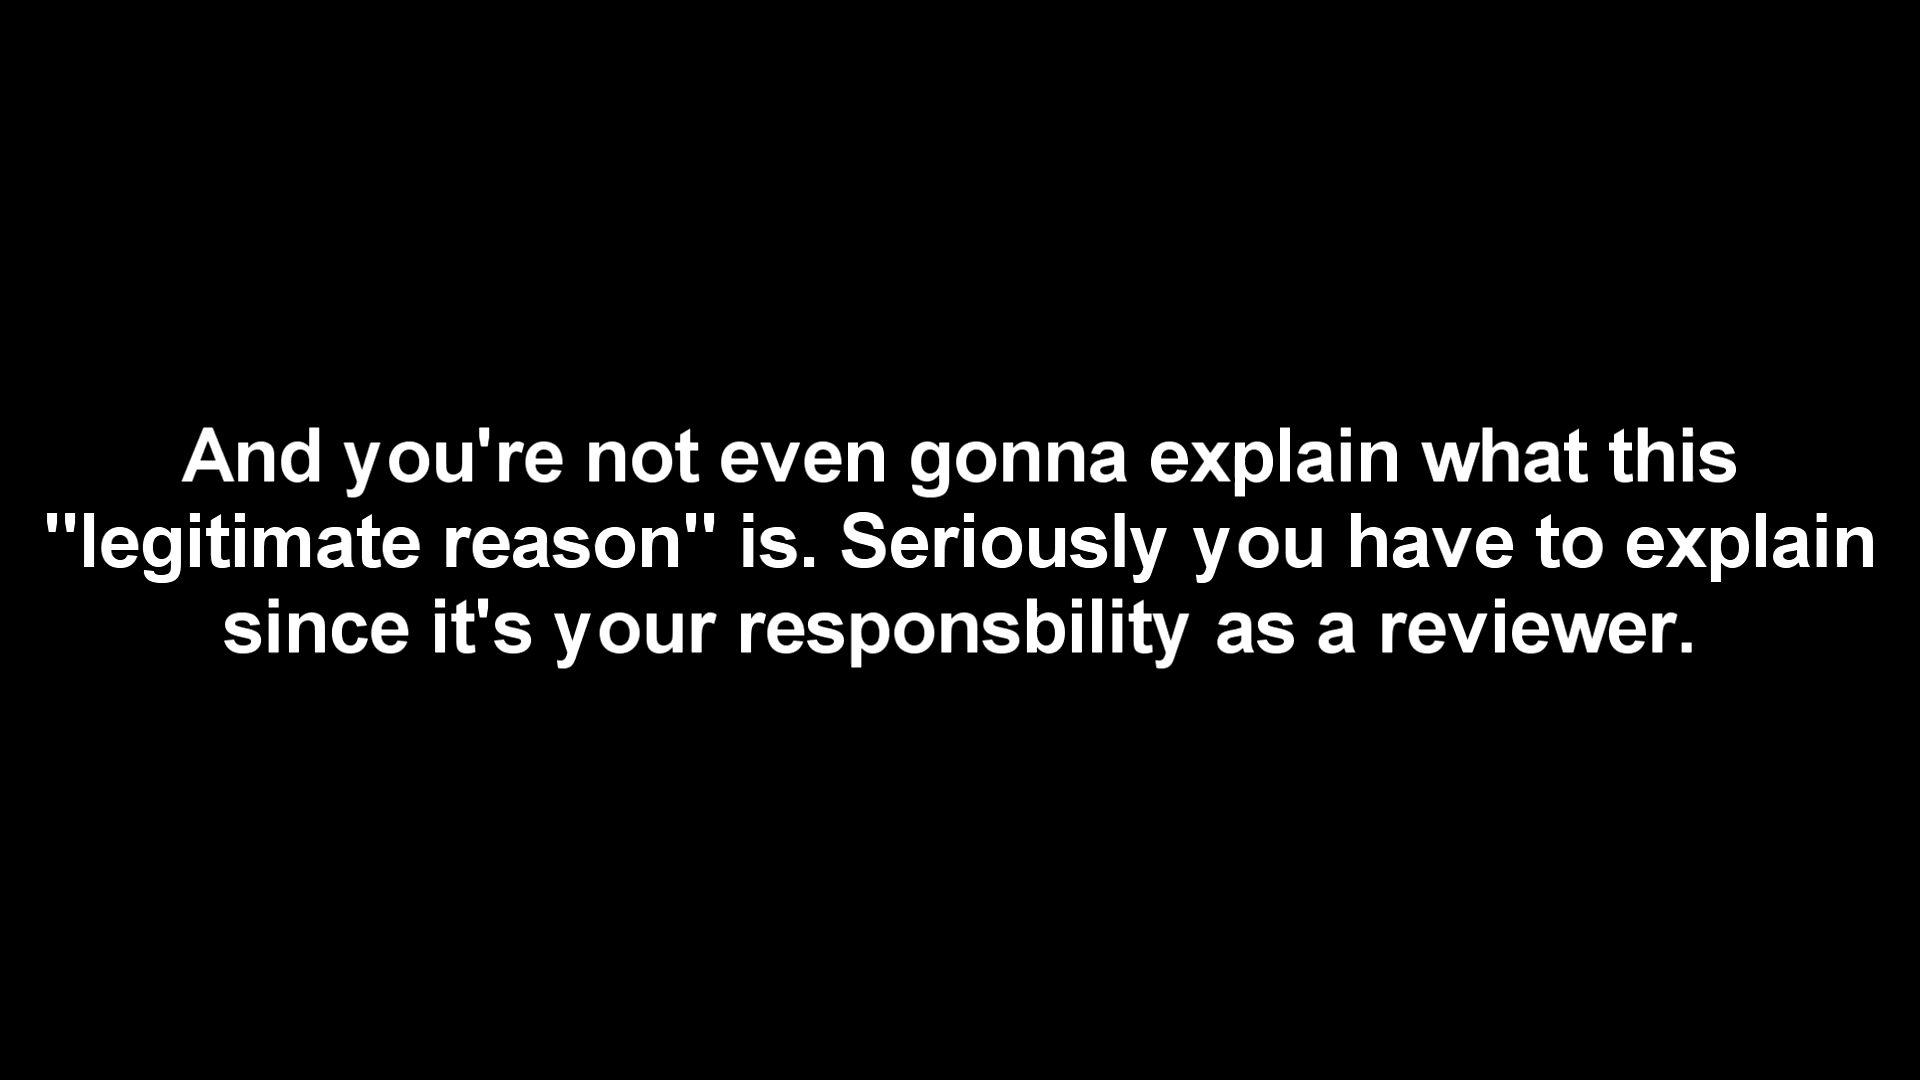 And you're not even gonna explain what this
"legitimate reason" is. Seriously you have to explain
since it's your responsbility as a reviewer.